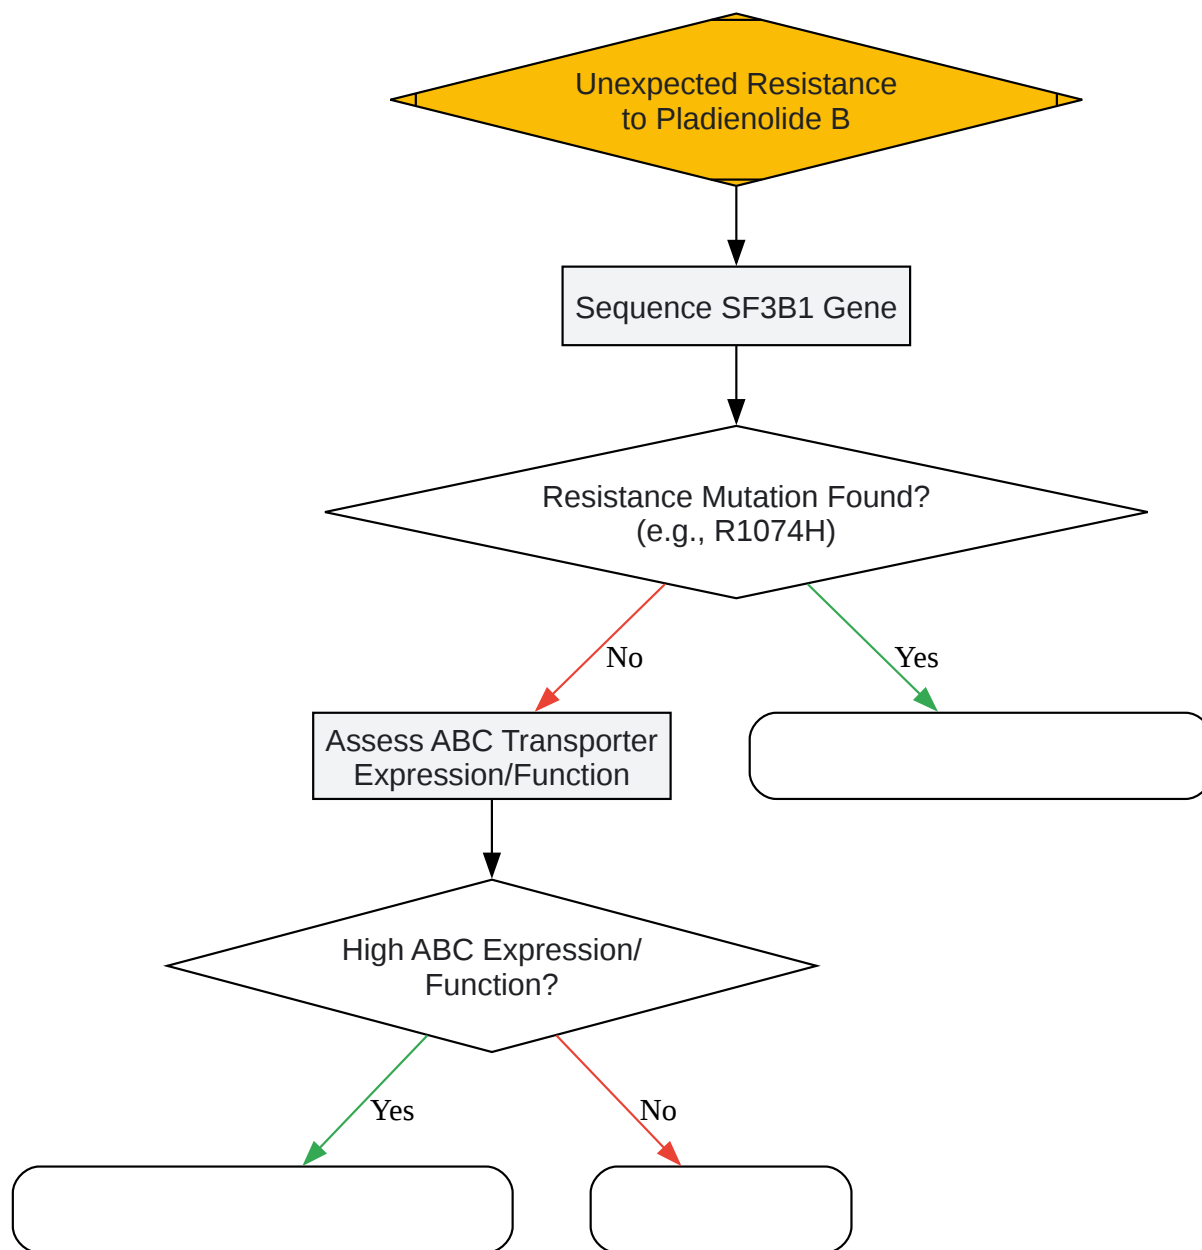 Unexpected Resistance
to Pladienolide B
Sequence SF3B1 Gene
Resistance Mutation Found?
(e.g., R1074H)
No
Yes
Assess ABC Transporter
Expression/Function
High ABC Expression/
Function?
Yes
No